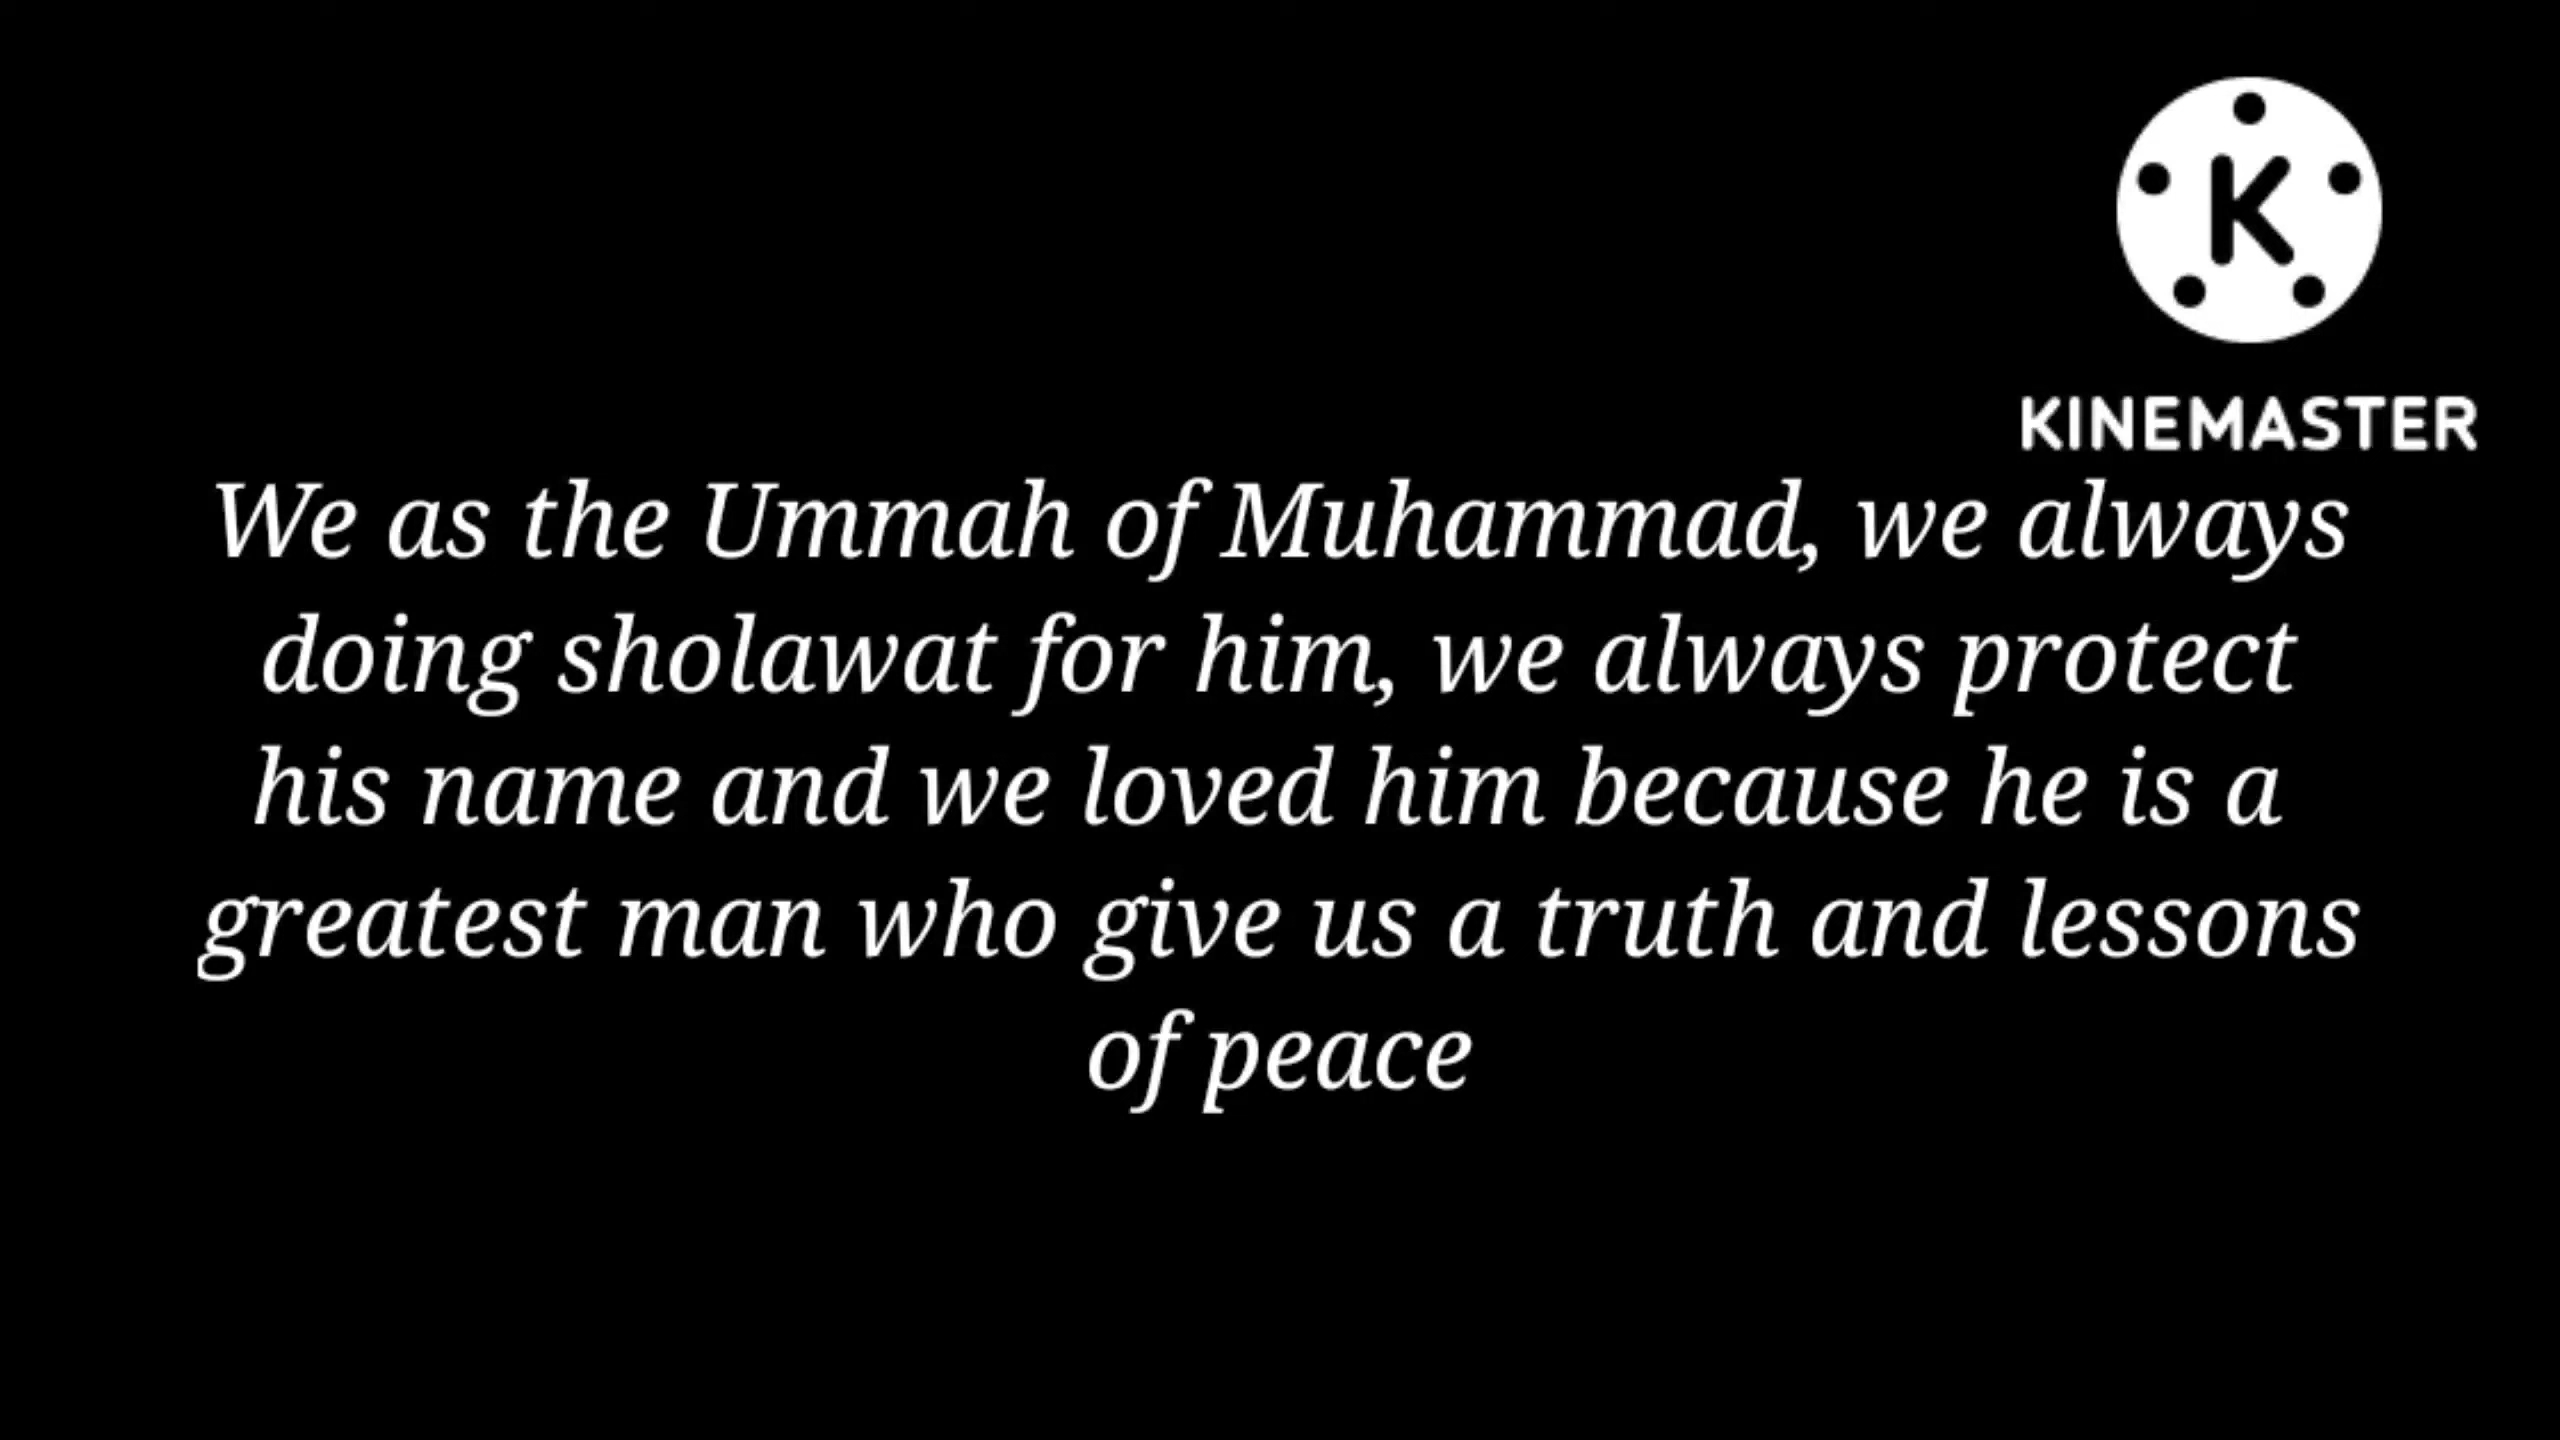 K
KINEMASTER
We as the Ummah of Muhammad, we always
doing sholawat for him, we always protect
his name and we loved him because he is a
greatest man who give us a truth and lessons
of peace